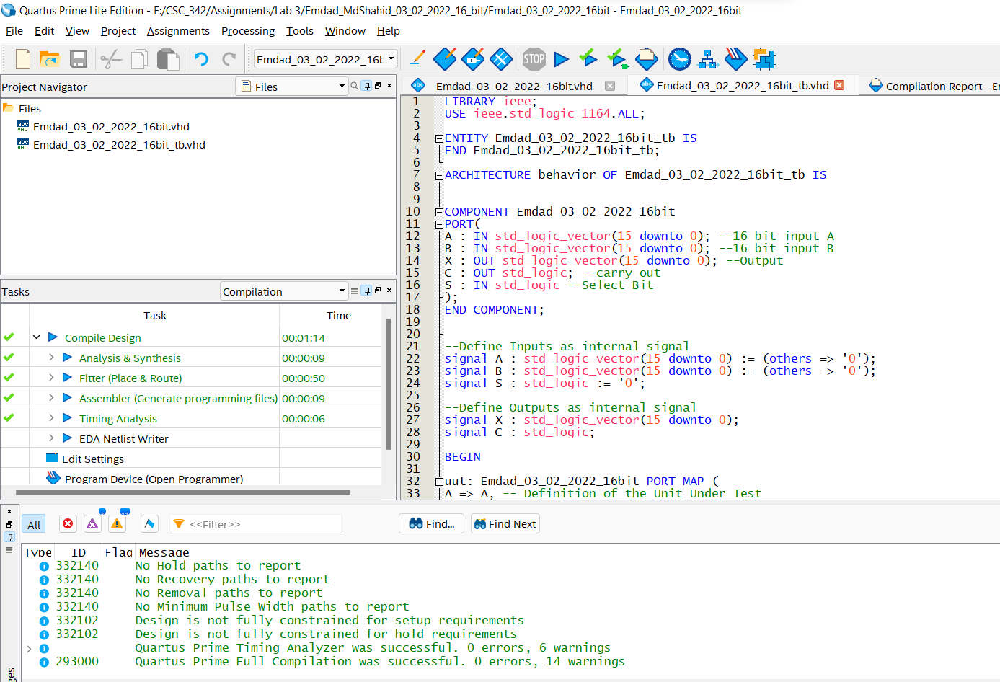 Quartus Prime Lite Edition - E:/CSC_342/Assignments/Lab 3/Emdad_MdShahid_03_02_2022_16_bit/Emdad_03_02_2022_16bit - Emdad_03_02_2022_16bit
File Edit View Project Assignments Processing Tools Window Help
Emdad_03_02_2022_16b
STOP
Project Navigator
Files
Files
Emdad_03_02_2022_16bit.vhd
Emdad_03_02_2022_16bit_tb.vhd
Tasks
Compilation
Task Time
Compile Design 00:01:14
Analysis & Synthesis 00:00:09
Fitter (Place & Route) 00:00:50
Assembler (Generate programming files) 00:00:09
Timing Analysis 00:00:06
EDA Netlist Writer
Edit Settings
Program Device (Open Programmer)
Emdad_03_02_2022_16bit.vhd Emdad_03_02_2022_16bit_tb.vhd Compilation Report - Er
1 LIBRARY ieee;
2 USE ieee.std_logic_1164.ALL;
3
4 ENTITY Emdad_03_02_2022_16bit_tb IS
5 END Emdad_03_02_2022_16bit_tb;
6
7 ARCHITECTURE behavior OF Emdad_03_02_2022_16bit_tb IS
8
9
10 COMPONENT Emdad_03_02_2022_16bit
11 PORT(
12 A : IN std_logic_vector(15 downto 0); --16 bit input A
13 B : IN std_logic_vector(15 downto 0); --16 bit input B
14 X : OUT std_logic_vector(15 downto 0); --Output
15 C : OUT std_logic; --carry out
16 S : IN std_logic --Select Bit
17 );
18 END COMPONENT;
19
20
21 --Define Inputs as internal signal
22 signal A : std_logic_vector(15 downto 0) := (others => '0');
23 signal B : std_logic_vector(15 downto 0) := (others => '0');
24 signal S : std_logic := '0';
25
26 --Define Outputs as internal signal
27 signal X : std_logic_vector(15 downto 0);
28 signal C : std_logic;
29
30 BEGIN
31
32 uut: Emdad_03_02_2022_16bit PORT MAP (
33 A => A, -- Definition of the Unit Under Test
All <<Filter>> Find... Find Next
Type ID Flag Message
332140 No Hold paths to report
332140 No Recovery paths to report
332140 No Removal paths to report
332140 No Minimum Pulse Width paths to report
332102 Design is not fully constrained for setup requirements
332102 Design is not fully constrained for hold requirements
Quartus Prime Timing Analyzer was successful. 0 errors, 6 warnings
293000 Quartus Prime Full Compilation was successful. 0 errors, 14 warnings